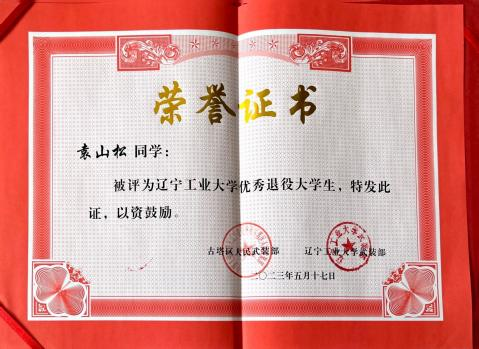 荣誉证书
袁山松 同学：
被评为辽宁工业大学优秀退役大学生，特发此
证，以资鼓励。
古塔区人民武装部 辽宁工业大学武装部
二〇二三年五月十七日